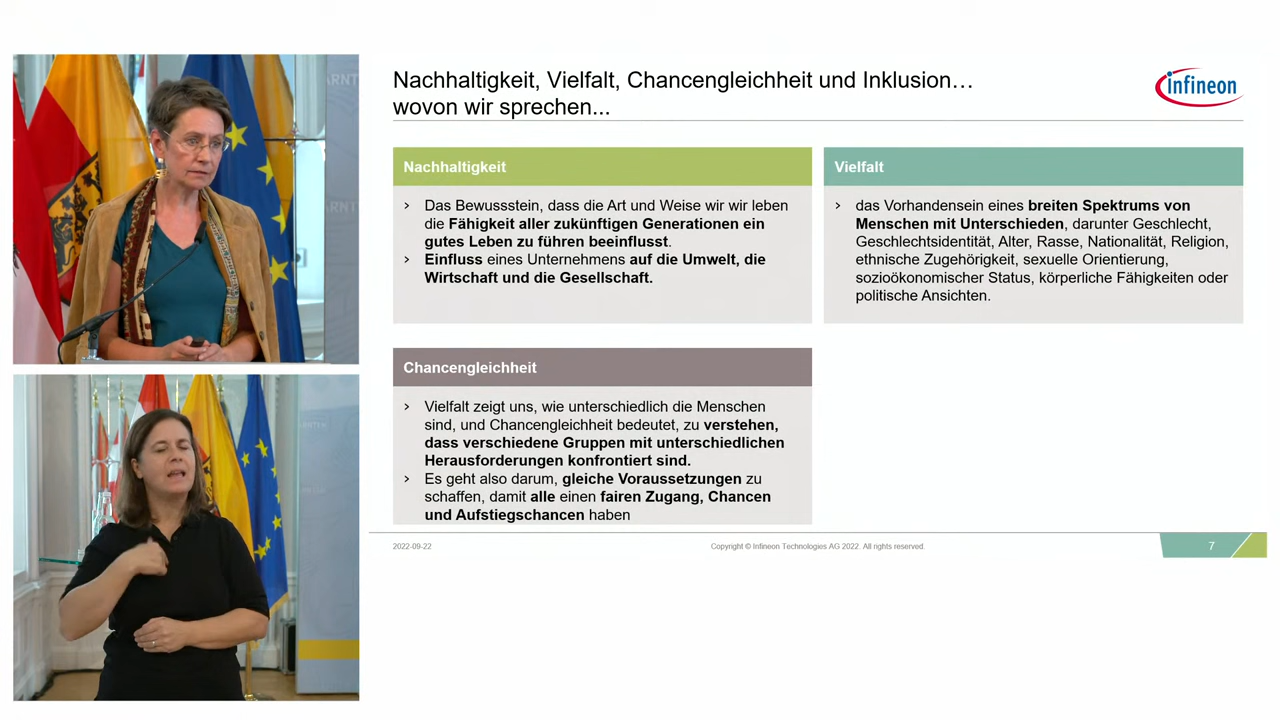 Nachhaltigkeit, Vielfalt, Chancengleichheit und Inklusion…
wovon wir sprechen...
infineon
Nachhaltigkeit
› Das Bewussstein, dass die Art und Weise wir wir leben
die Fähigkeit aller zukünftigen Generationen ein
gutes Leben zu führen beeinflusst.
› Einfluss eines Unternehmens auf die Umwelt, die
Wirtschaft und die Gesellschaft.
Vielfalt
› das Vorhandensein eines breiten Spektrums von
Menschen mit Unterschieden, darunter Geschlecht,
Geschlechtsidentität, Alter, Rasse, Nationalität, Religion,
ethnische Zugehörigkeit, sexuelle Orientierung,
sozioökonomischer Status, körperliche Fähigkeiten oder
politische Ansichten.
Chancengleichheit
› Vielfalt zeigt uns, wie unterschiedlich die Menschen
sind, und Chancengleichheit bedeutet, zu verstehen,
dass verschiedene Gruppen mit unterschiedlichen
Herausforderungen konfrontiert sind.
› Es geht also darum, gleiche Voraussetzungen zu
schaffen, damit alle einen fairen Zugang, Chancen
und Aufstiegschancen haben
2022-09-22
Copyright © Infineon Technologies AG 2022. All rights reserved.
7